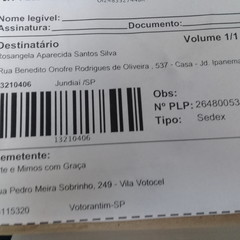 Nome legível:
Assinatura: Documento:
Destinatário Volume 1/1
Rosangela Aparecida Santos Silva
Rua Benedito Onofre Rodrigues de Oliveira , 537 - Casa - Jd. Ipanema
13210406 Jundiaí /SP
Obs:
Nº PLP: 26480053
Tipo: Sedex
13210406
emetente:
te e Mimos com Graça
ua Pedro Meira Sobrinho, 249 - Vila Votocel
115320 Votorantim-SP